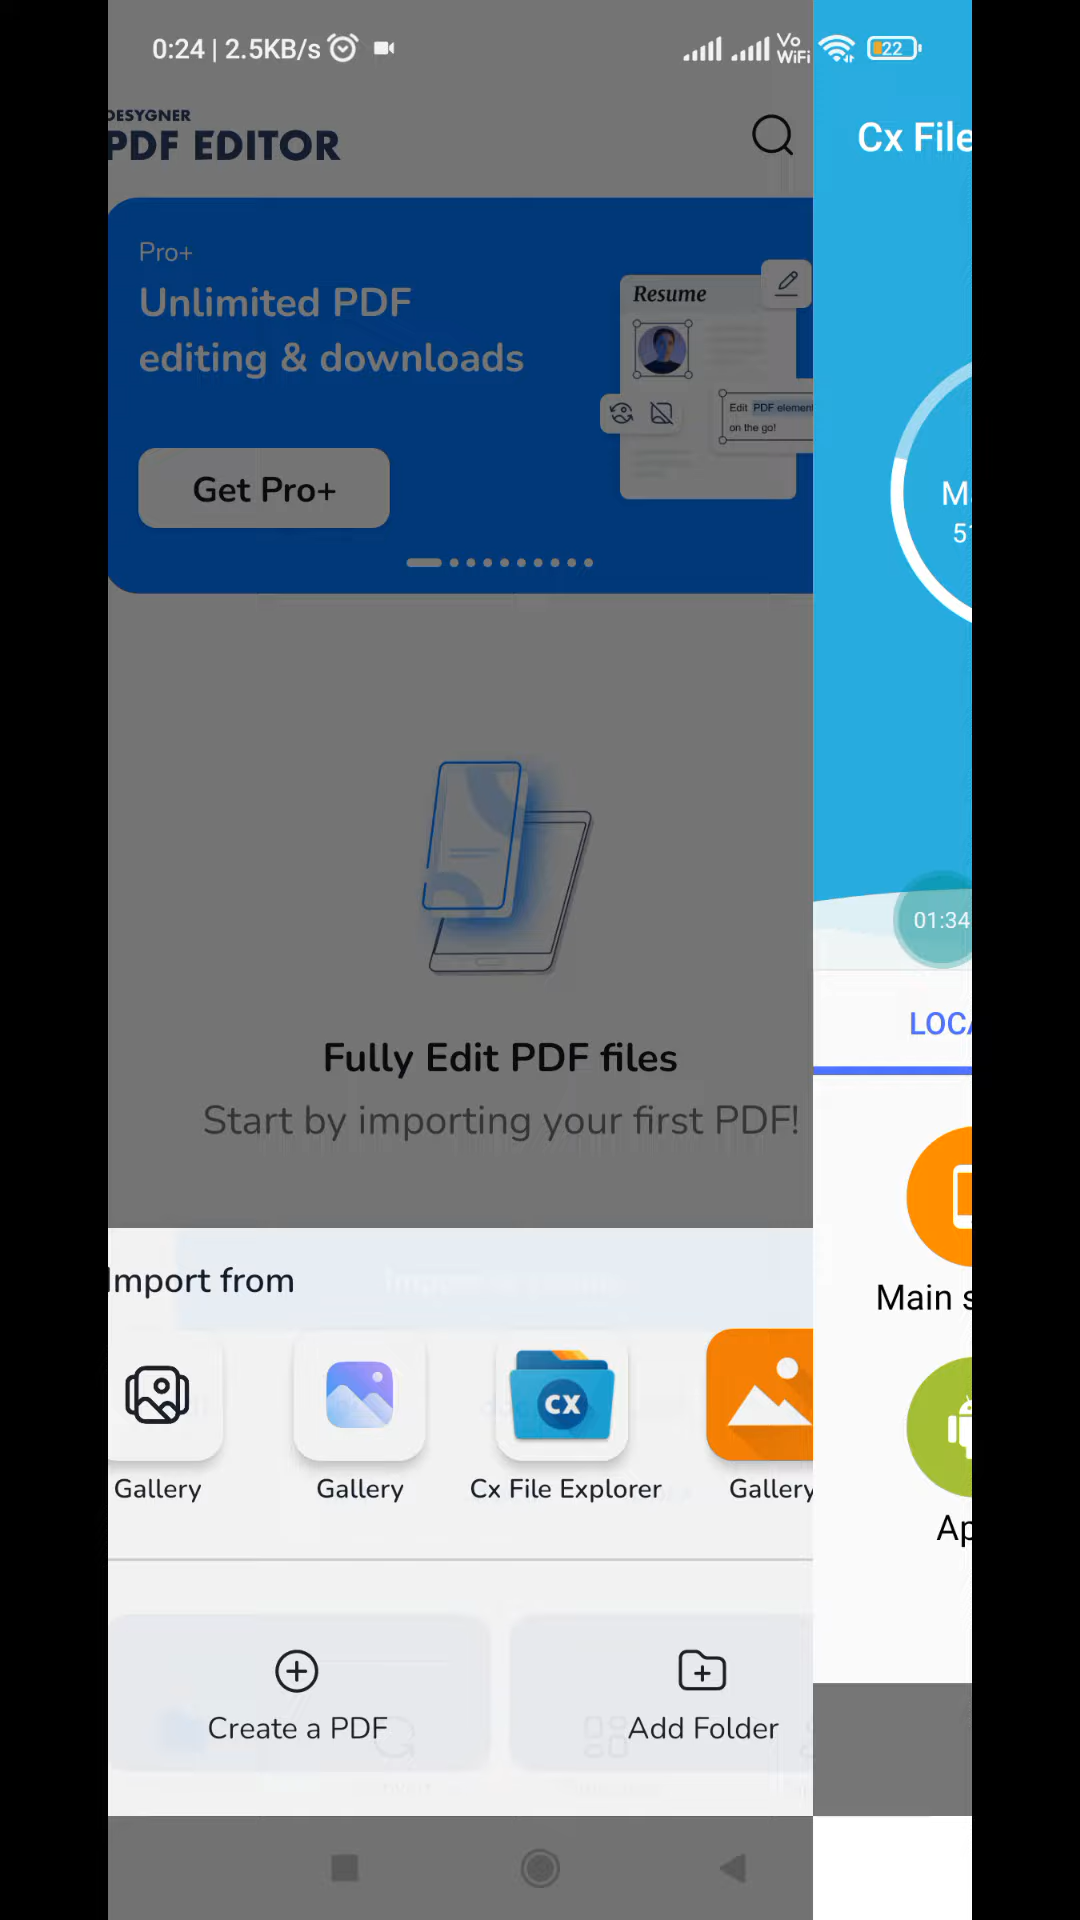 0:24 | 2.5KB/s
Vo
WiFi
22
DESYGNER
PDF EDITOR
Cx File
Pro+
Unlimited PDF
editing & downloads
Get Pro+
Resume
Edit PDF element
on the go!
Fully Edit PDF files
Start by importing your first PDF!
01:34
Import from
Gallery
Gallery
CX
Cx File Explorer
Gallery
Main
Create a PDF
Add Folder